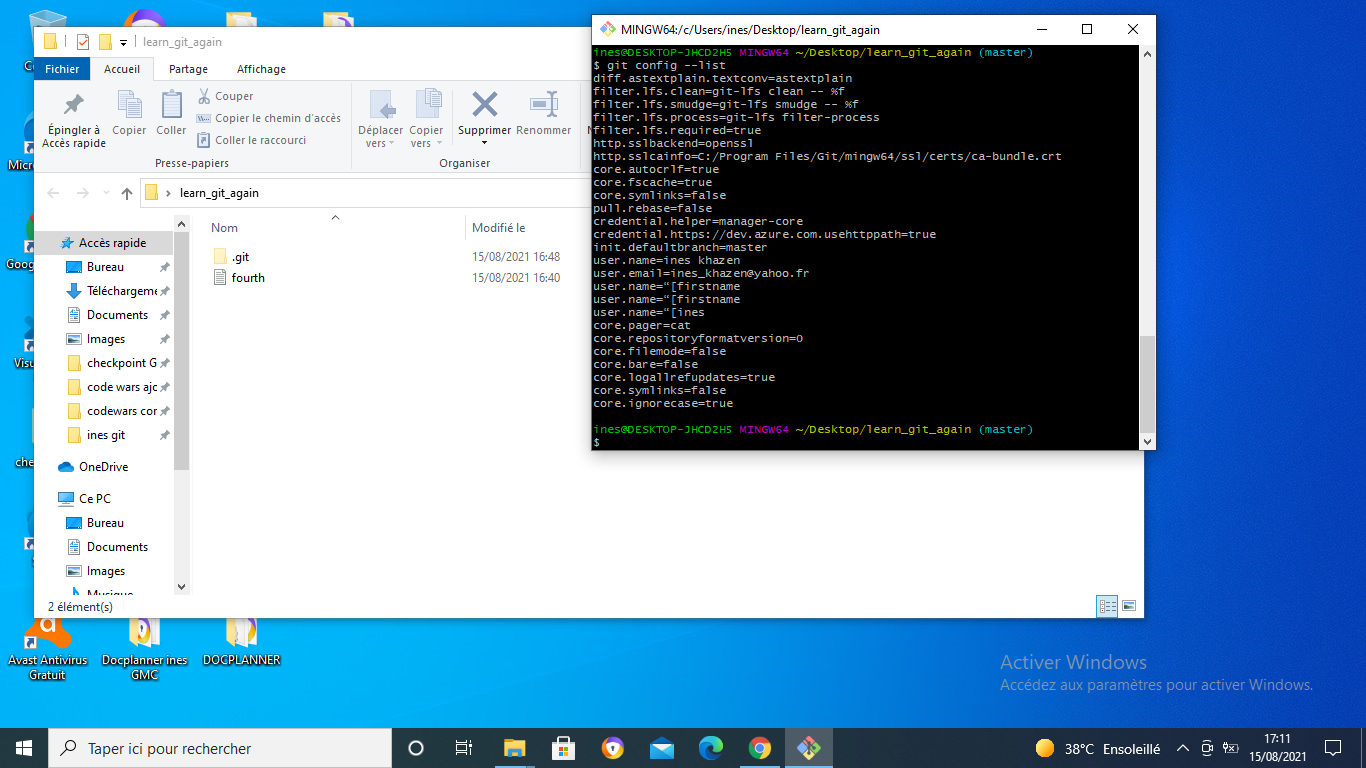 learn_git_again
Fichier Accueil Partage Affichage
Épingler à Accès rapide
Copier
Coller
Couper
Copier le chemin d'accès
Coller le raccourci
Presse-papiers
Déplacer vers
Copier vers
Supprimer
Renommer
Organiser
learn_git_again
Nom Modifié le
.git 15/08/2021 16:48
fourth 15/08/2021 16:40
Accès rapide
Bureau
Téléchargeme
Documents
Images
checkpoint G
code wars ajo
codewars cor
ines git
OneDrive
Ce PC
Bureau
Documents
Images
Musique
2 élément(s)
MINGW64:/c/Users/ines/Desktop/learn_git_again
ines@DESKTOP-JHCD2H5 MINGW64 ~/Desktop/learn_git_again (master)
$ git config --list
diff.astextplain.textconv=astextplain
filter.lfs.clean=git-lfs clean -- %f
filter.lfs.smudge=git-lfs smudge -- %f
filter.lfs.process=git-lfs filter-process
filter.lfs.required=true
http.sslbackend=openssl
http.sslcainfo=C:/Program Files/Git/mingw64/ssl/certs/ca-bundle.crt
core.autocrlf=true
core.fscache=true
core.symlinks=false
pull.rebase=false
credential.helper=manager-core
credential.https://dev.azure.com.usehttppath=true
init.defaultbranch=master
user.name=ines khazen
user.email=ines_khazen@yahoo.fr
user.name=“[firstname
user.name=“[firstname
user.name=“[ines
core.pager=cat
core.repositoryformatversion=0
core.filemode=false
core.bare=false
core.logallrefupdates=true
core.symlinks=false
core.ignorecase=true
ines@DESKTOP-JHCD2H5 MINGW64 ~/Desktop/learn_git_again (master)
$
Avast Antivirus Gratuit
Docplanner ines GMC
DOCPLANNER
Activer Windows
Accédez aux paramètres pour activer Windows.
Taper ici pour rechercher
38°C Ensoleillé
17:11
15/08/2021